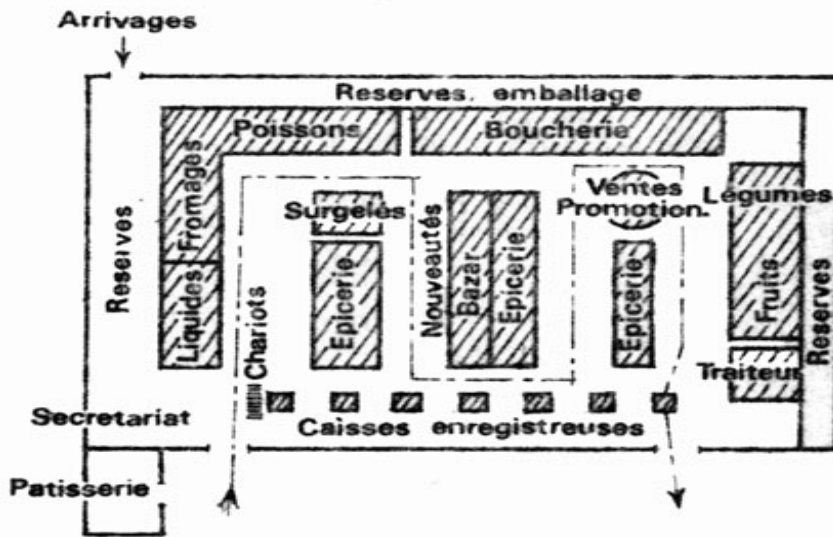 Arrivages
Reserves, emballage
Poissons
Boucherie
Fromages
Reserves
Surgelés
Nouveautés
Ventes
Promotion.
Légumes
Liquides
Chariots
Epicerie
Bazar
Epicerie
Epicerie
Fruits
Reserves
Traiteur
Secretariat
Caisses enregistreuses
Patisserie